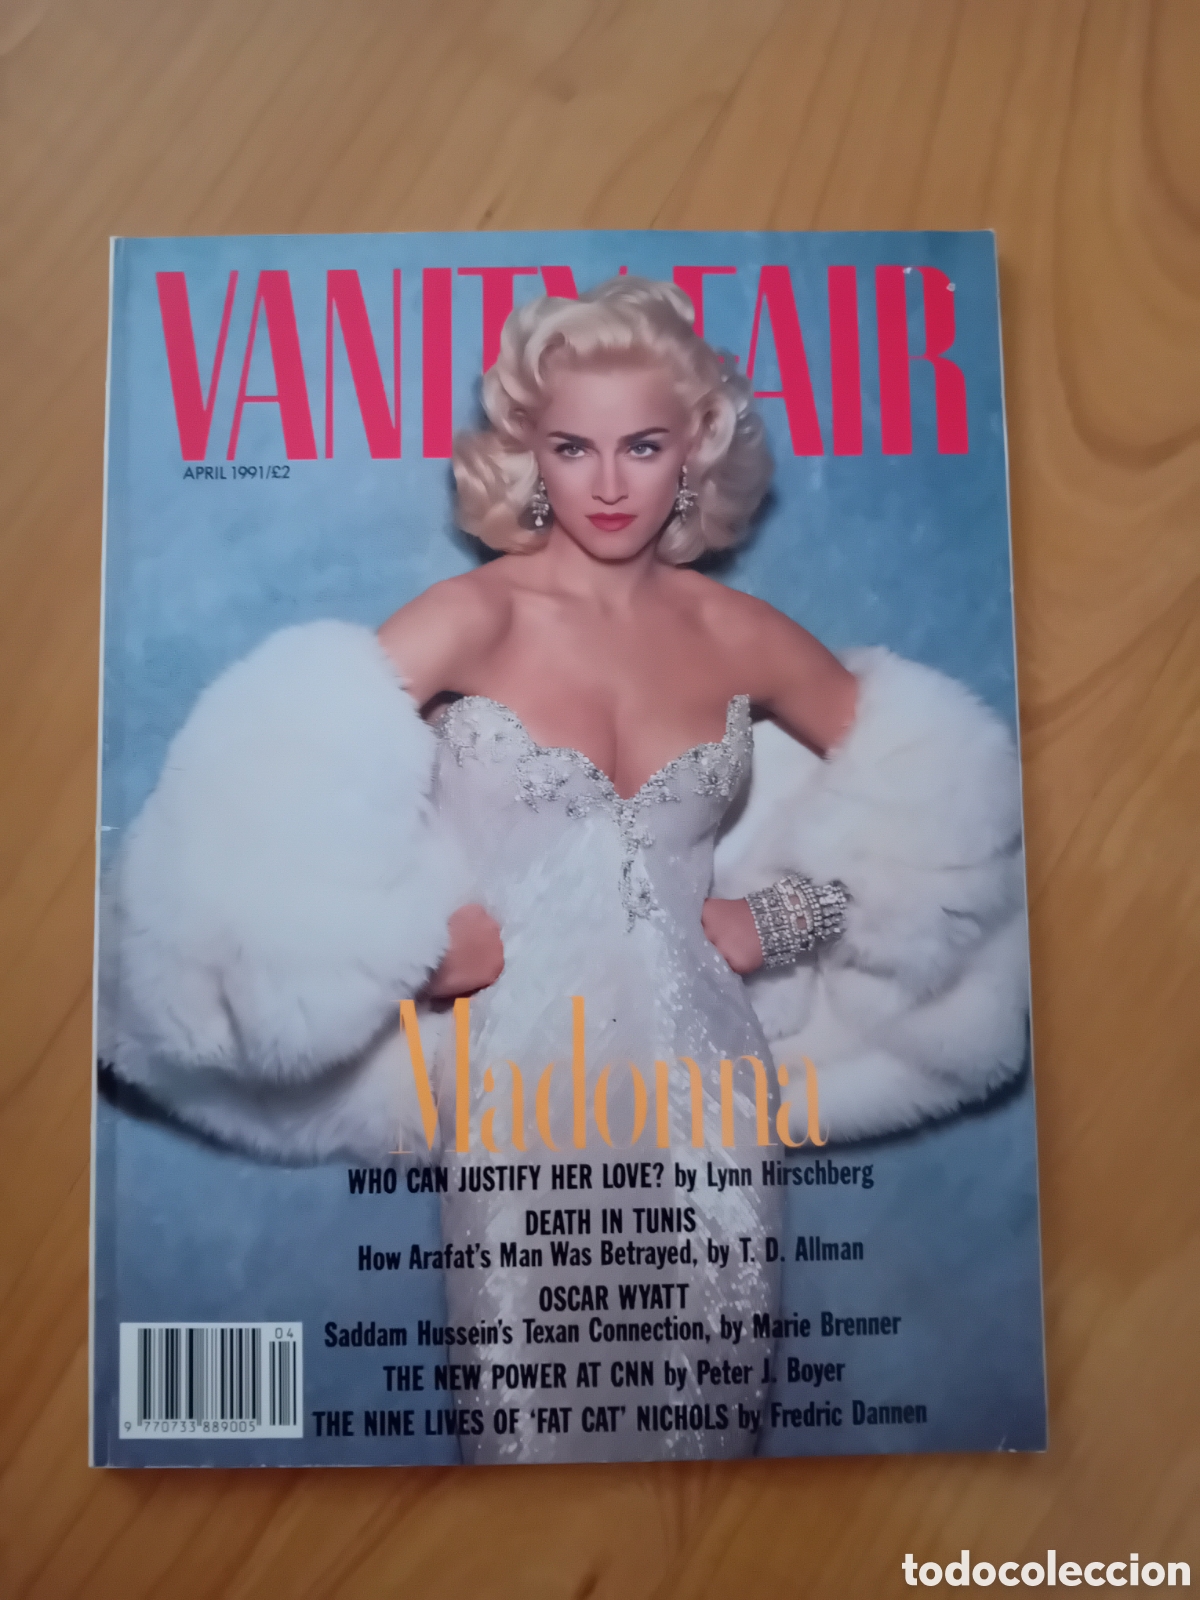 VANITY FAIR
APRIL 1991/£2
Madonna
WHO CAN JUSTIFY HER LOVE? by Lynn Hirschberg
DEATH IN TUNIS
How Arafat's Man Was Betrayed, by T. D. Allman
OSCAR WYATT
Saddam Hussein's Texan Connection, by Marie Brenner
THE NEW POWER AT CNN by Peter J. Boyer
THE NINE LIVES OF 'FAT CAT' NICHOLS by Fredric Dannen
04
9 770733 889005
todocoleccion